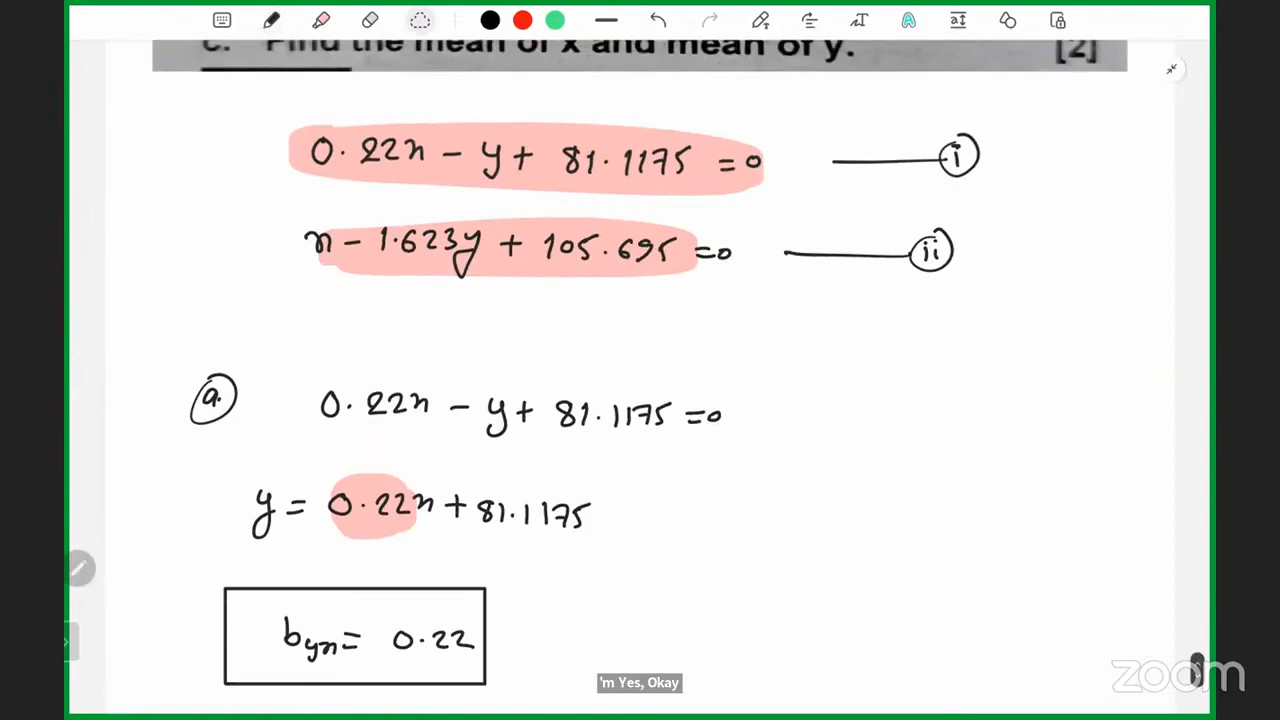 c. Find the mean of x and mean of y. [2]
0.22x - y + 81.1175 = 0 —— i
x - 1.623y + 105.695 = 0 —— ii
a. 0.22x - y + 81.1175 = 0
y = 0.22x + 81.1175
byx = 0.22
'm Yes, Okay
zoom